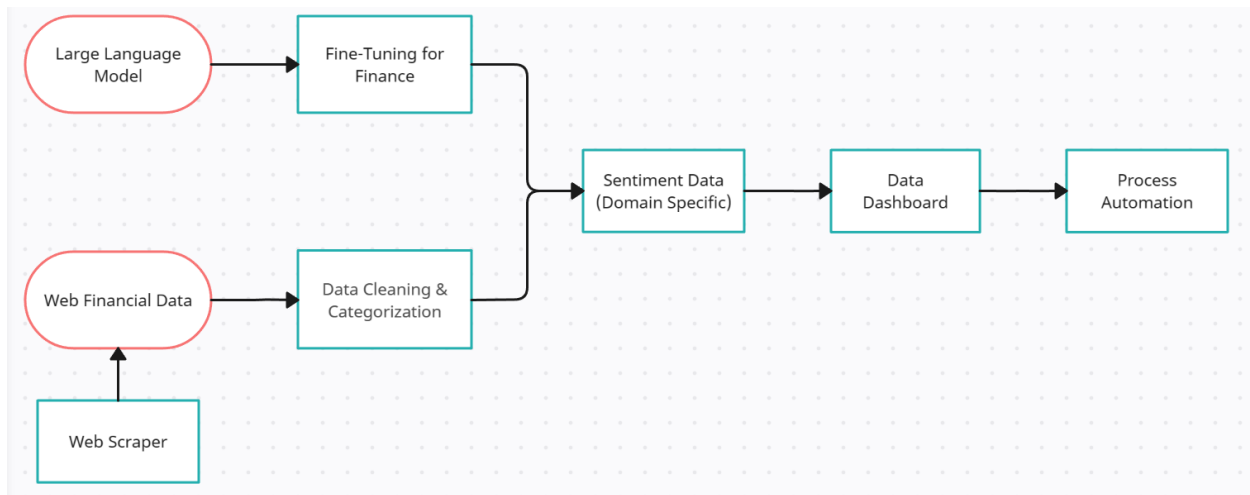 Large Language
Model
Fine-Tuning for
Finance
Sentiment Data
(Domain Specific)
Data
Dashboard
Process
Automation
Web Financial Data
Data Cleaning &
Categorization
Web Scraper